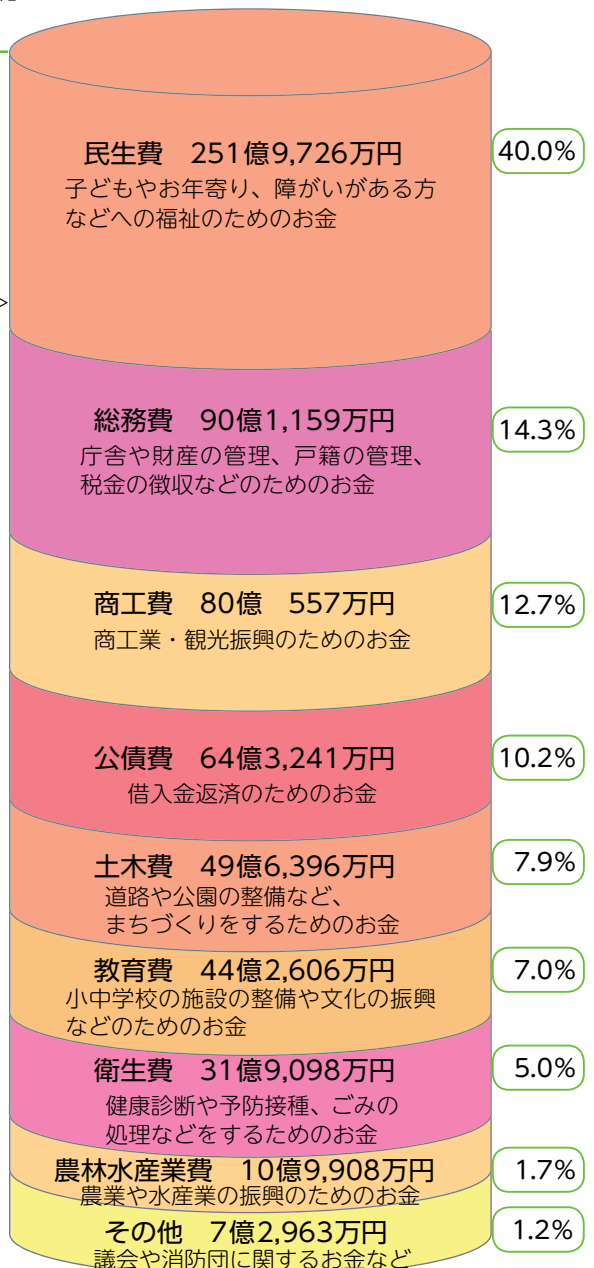 民生費　251億9,726万円
40.0%
子どもやお年寄り、障がいがある方
などへの福祉のためのお金
総務費　90億1,159万円
14.3%
庁舎や財産の管理、戸籍の管理、
税金の徴収などのためのお金
商工費　80億　557万円
12.7%
商工業・観光振興のためのお金
公債費　64億3,241万円
10.2%
借入金返済のためのお金
土木費　49億6,396万円
7.9%
道路や公園の整備など、
まちづくりをするためのお金
教育費　44億2,606万円
7.0%
小中学校の施設の整備や文化の振興
などのためのお金
衛生費　31億9,098万円
5.0%
健康診断や予防接種、ごみの
処理などをするためのお金
農林水産業費　10億9,908万円
1.7%
農業や水産業の振興のためのお金
その他　7億2,963万円
1.2%
議会や消防団に関するお金など